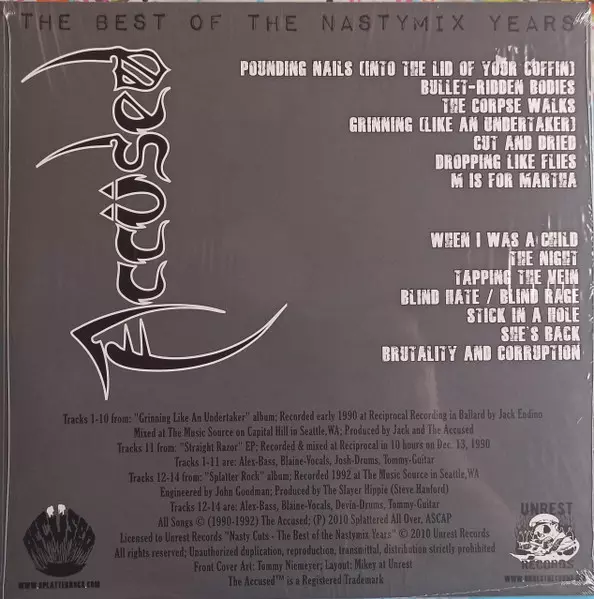 THE BEST OF THE NASTYMIX YEARS
Accüsed
POUNDING NAILS (INTO THE LID OF YOUR COFFIN)
BULLET-RIDDEN BODIES
THE CORPSE WALKS
GRINNING (LIKE AN UNDERTAKER)
CUT AND DRIED
DROPPING LIKE FLIES
M IS FOR MARTHA
WHEN I WAS A CHILD
THE NIGHT
TAPPING THE VEIN
BLIND HATE / BLIND RAGE
STICK IN A HOLE
SHE'S BACK
BRUTALITY AND CORRUPTION
Tracks 1-10 from: "Grinning Like An Undertaker" album; Recorded early 1990 at Reciprocal Recording in Ballard by Jack Endino
Mixed at The Music Source on Capital Hill in Seattle, WA; Produced by Jack and The Accused
Tracks 11 from: "Straight Razor" EP; Recorded & mixed at Reciprocal in 10 hours on Dec. 13, 1990
Tracks 1-11 are: Alex-Bass, Blaine-Vocals, Josh-Drums, Tommy-Guitar
Tracks 12-14 from: "Splatter Rock" album; Recorded 1992 at The Music Source in Seattle, WA
Engineered by John Goodman; Produced by The Slayer Hippie (Steve Hanford)
Tracks 12-14 are: Alex-Bass, Blaine-Vocals, Devin-Drums, Tommy-Guitar
All Songs © (1990-1992) The Accused; (P) 2010 Splattered All Over, ASCAP
Licensed to Unrest Records "Nasty Cuts - The Best of the Nastymix Years" © 2010 Unrest Records
All rights reserved; Unauthorized duplication, reproduction, transmittal, distribution strictly prohibited
Front Cover Art: Tommy Niemeyer; Layout: Mikey at Unrest
The Accused™ is a Registered Trademark
ACCUSED
WWW.SPLATTERROCK.COM
UNREST
RECORDS